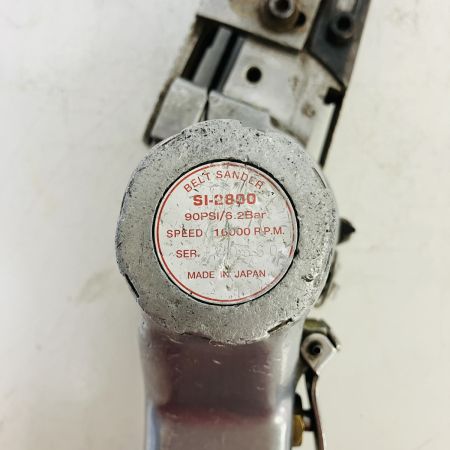 BELT SANDER
SI-2800
90PSI/6.2Bar
SPEED 16000 R.P.M.
SER.
MADE IN JAPAN